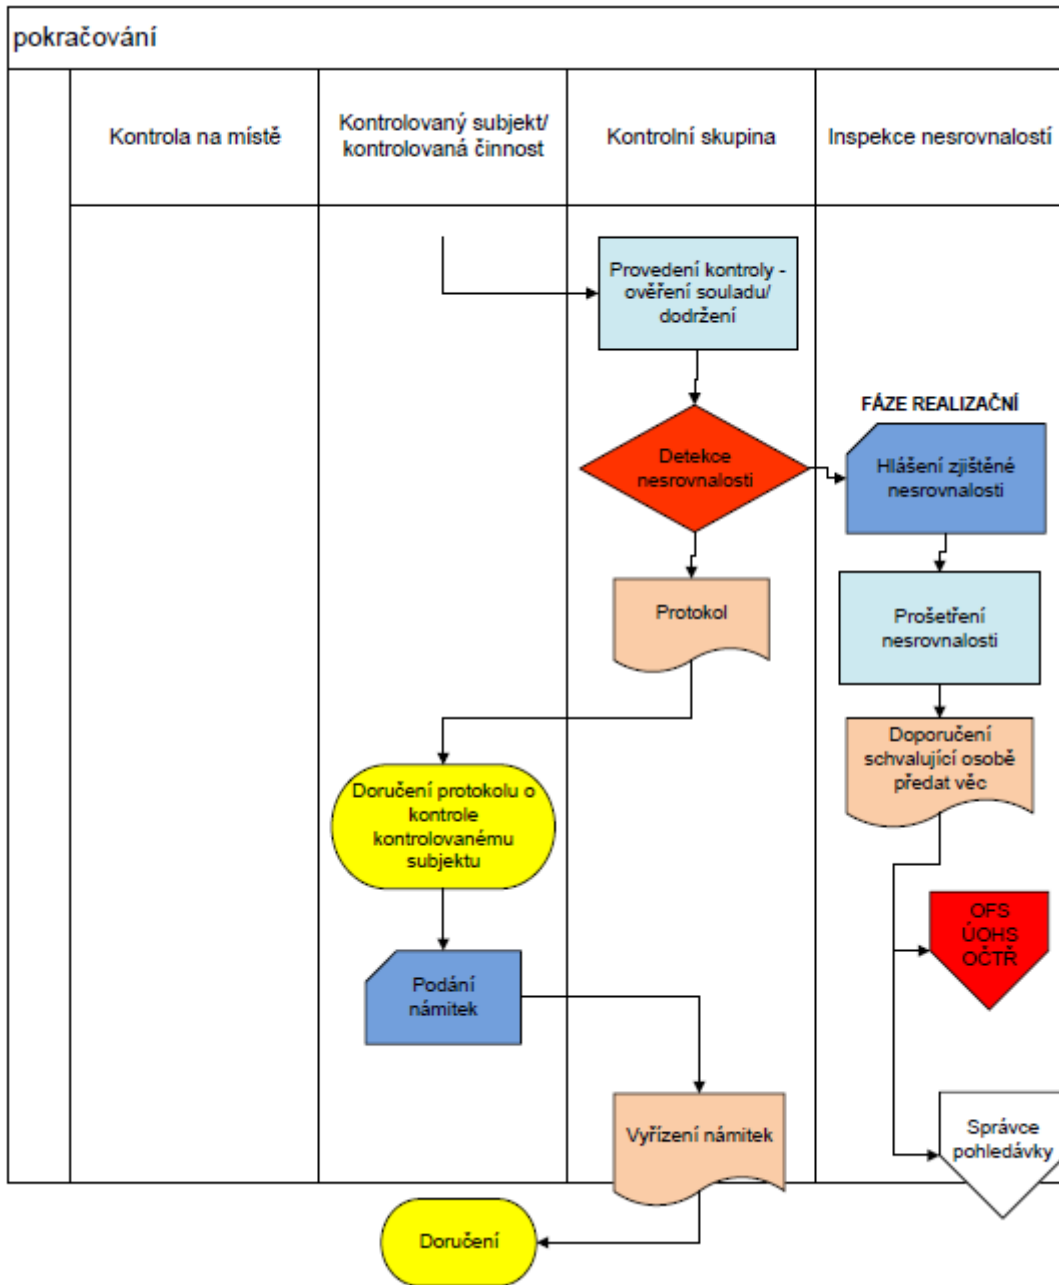 pokračování
Kontrola na místě
Kontrolovaný subjekt/
kontrolovaná činnost
Kontrolní skupina
Inspekce nesrovnalostí
Provedení kontroly -
ověření souladu/
dodržení
FÁZE REALIZAČNÍ
Detekce
nesrovnalosti
Hlášení zjištěné
nesrovnalosti
Protokol
Prošetření
nesrovnalosti
Doporučení
schvalující osobě
předat věc
Doručení protokolu o
kontrole
kontrolovanému
subjektu
OFS
ÚOHS
OČTŘ
Podání
námitek
Vyřízení námitek
Správce
pohledávky
Doručení